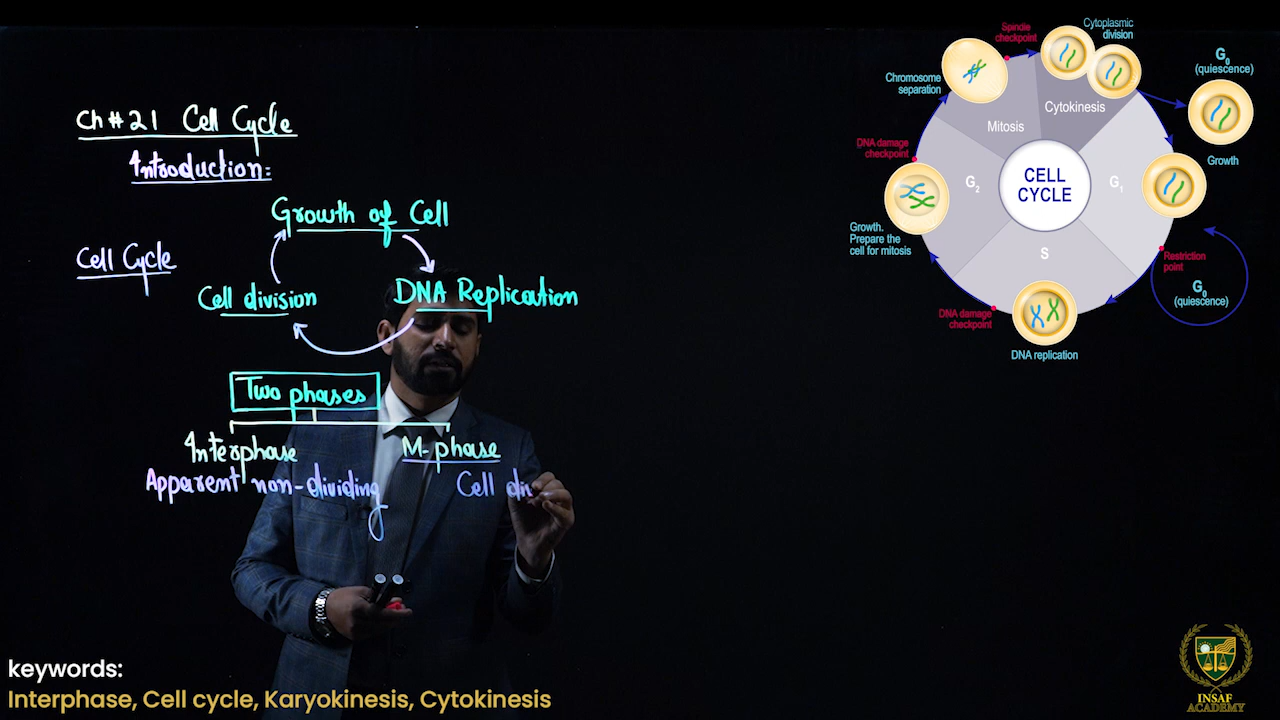 Ch # 21 Cell Cycle
Introduction:
Growth of Cell
Cell Cycle
Cell division
DNA Replication
Two phases
Interphase
M-phase
Apparent non-dividing
Cell div
Spindle
checkpoint
Cytoplasmic
division
G0
(quiescence)
Chromosome
separation
Cytokinesis
Mitosis
DNA damage
checkpoint
Growth
G2
CELL
CYCLE
G1
Growth.
Prepare the
cell for mitosis
S
Restriction
point
G0
(quiescence)
DNA damage
checkpoint
DNA replication
keywords:
Interphase, Cell cycle, Karyokinesis, Cytokinesis
INSAF
ACADEMY